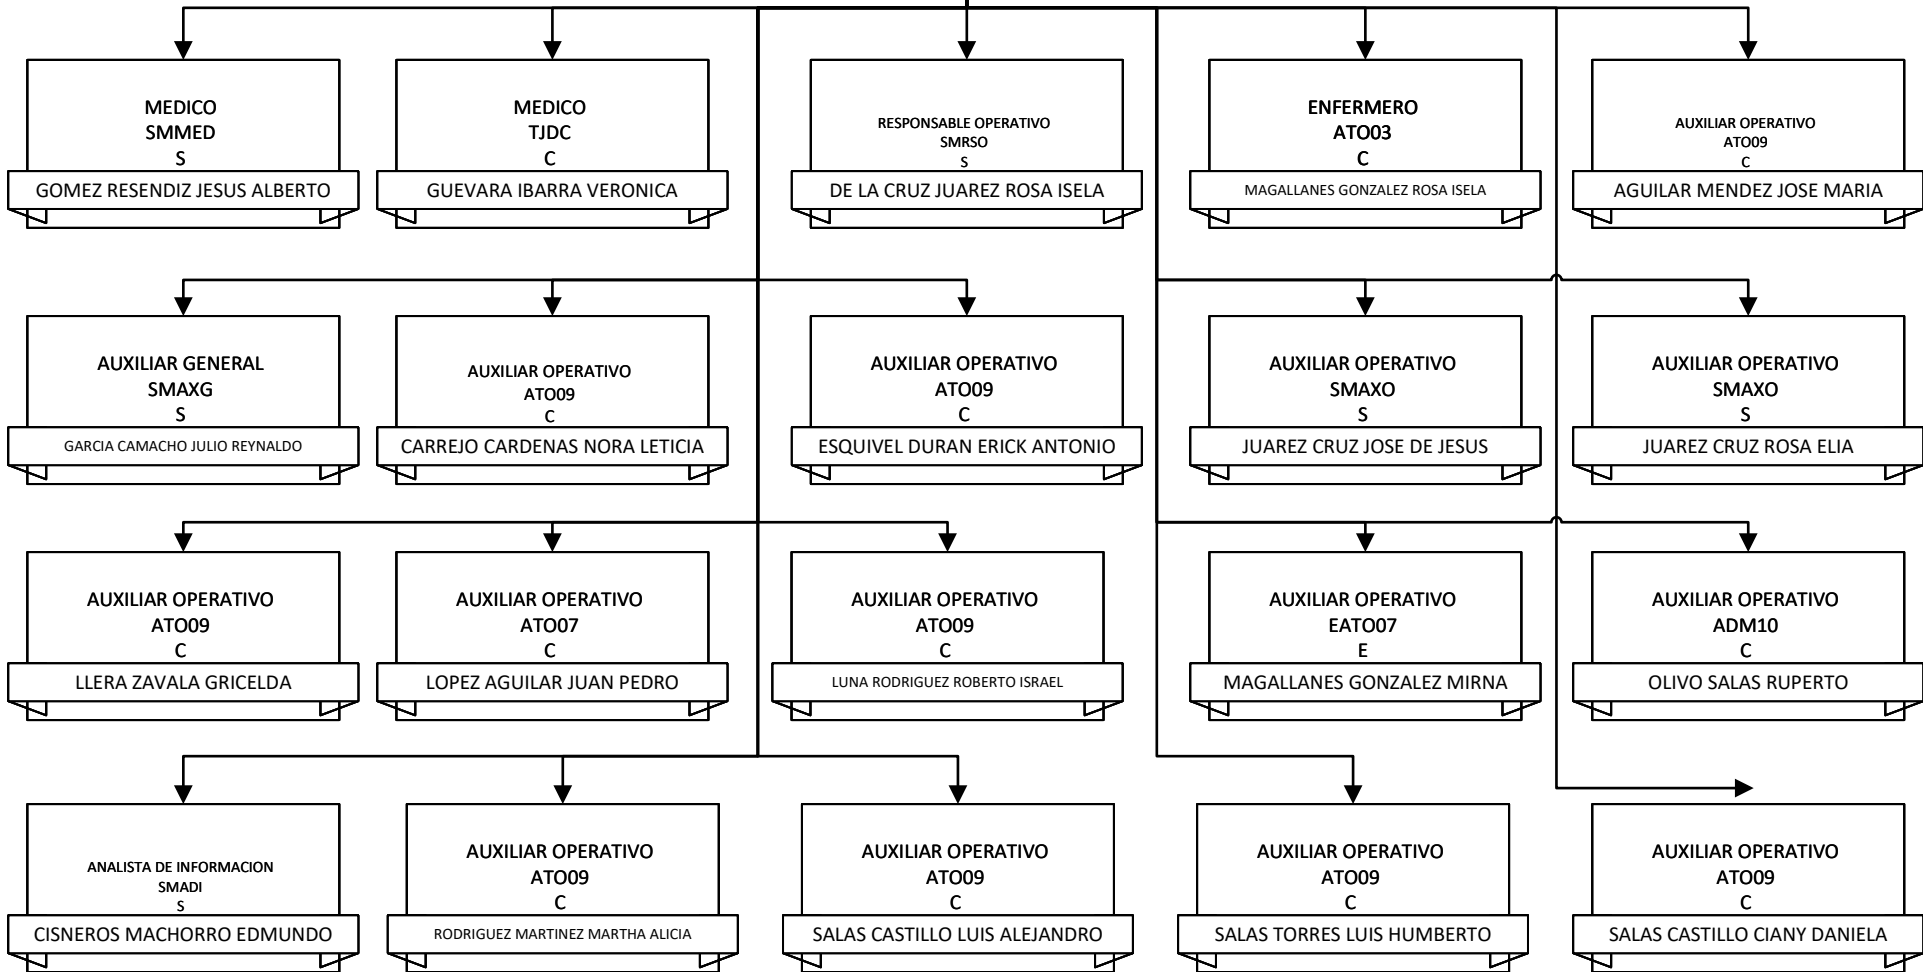 MEDICO
SMMED
S
GOMEZ RESENDIZ JESUS ALBERTO
MEDICO
TJDC
C
GUEVARA IBARRA VERONICA
RESPONSABLE OPERATIVO
SMRSO
S
DE LA CRUZ JUAREZ ROSA ISELA
ENFERMERO
ATO03
C
MAGALLANES GONZALEZ ROSA ISELA
AUXILIAR OPERATIVO
ATO09
C
AGUILAR MENDEZ JOSE MARIA
AUXILIAR GENERAL
SMAXG
S
GARCIA CAMACHO JULIO REYNALDO
AUXILIAR OPERATIVO
ATO09
C
CARREJO CARDENAS NORA LETICIA
AUXILIAR OPERATIVO
ATO09
C
ESQUIVEL DURAN ERICK ANTONIO
AUXILIAR OPERATIVO
SMAXO
S
JUAREZ CRUZ JOSE DE JESUS
AUXILIAR OPERATIVO
SMAXO
S
JUAREZ CRUZ ROSA ELIA
AUXILIAR OPERATIVO
ATO09
C
LLERA ZAVALA GRICELDA
AUXILIAR OPERATIVO
ATO07
C
LOPEZ AGUILAR JUAN PEDRO
AUXILIAR OPERATIVO
ATO09
C
LUNA RODRIGUEZ ROBERTO ISRAEL
AUXILIAR OPERATIVO
EATO07
E
MAGALLANES GONZALEZ MIRNA
AUXILIAR OPERATIVO
ADM10
C
OLIVO SALAS RUPERTO
ANALISTA DE INFORMACION
SMADI
S
CISNEROS MACHORRO EDMUNDO
AUXILIAR OPERATIVO
ATO09
C
RODRIGUEZ MARTINEZ MARTHA ALICIA
AUXILIAR OPERATIVO
ATO09
C
SALAS CASTILLO LUIS ALEJANDRO
AUXILIAR OPERATIVO
ATO09
C
SALAS TORRES LUIS HUMBERTO
AUXILIAR OPERATIVO
ATO09
C
SALAS CASTILLO CIANY DANIELA